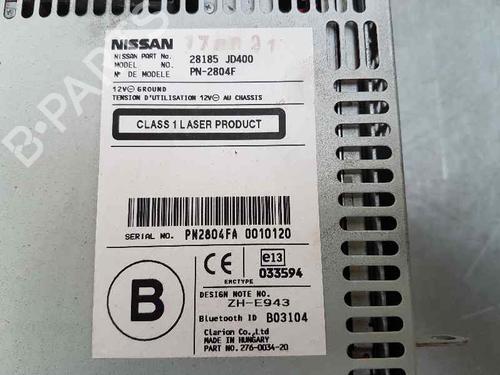 NISSAN
NISSAN PART No. 28185 JD400
MODEL NO. PN-2804F
Nº DE MODELE
12V⊖GROUND
TENSION D'UTILISATION 12V⊖ AU CHASSIS
CLASS 1 LASER PRODUCT
SERIAL NO. PN2804FA 0010120
B
CE
e13
033594
EMCTYPE
DESIGN NOTE NO.
ZH-E943
Bluetooth ID B03104
Clarion Co.,Ltd
MADE IN HUNGARY
PART NO.276-0034-20
B-PARTS